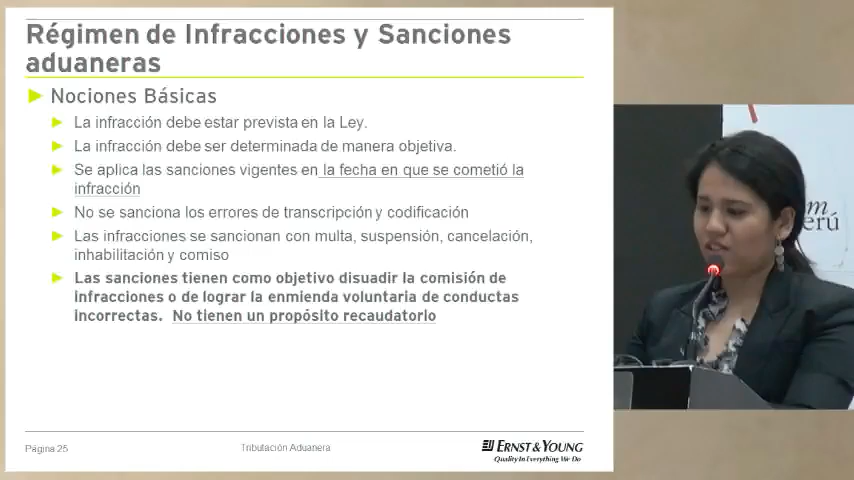 Régimen de Infracciones y Sanciones
aduaneras
Nociones Básicas
La infracción debe estar prevista en la Ley.
La infracción debe ser determinada de manera objetiva.
Se aplica las sanciones vigentes en la fecha en que se cometió la
infracción
No se sanciona los errores de transcripción y codificación
Las infracciones se sancionan con multa, suspensión, cancelación,
inhabilitación y comiso
Las sanciones tienen como objetivo disuadir la comisión de
infracciones o de lograr la enmienda voluntaria de conductas
incorrectas. No tienen un propósito recaudatorio
Página 25
Tributación Aduanera
ERNST & YOUNG
Quality In Everything We Do